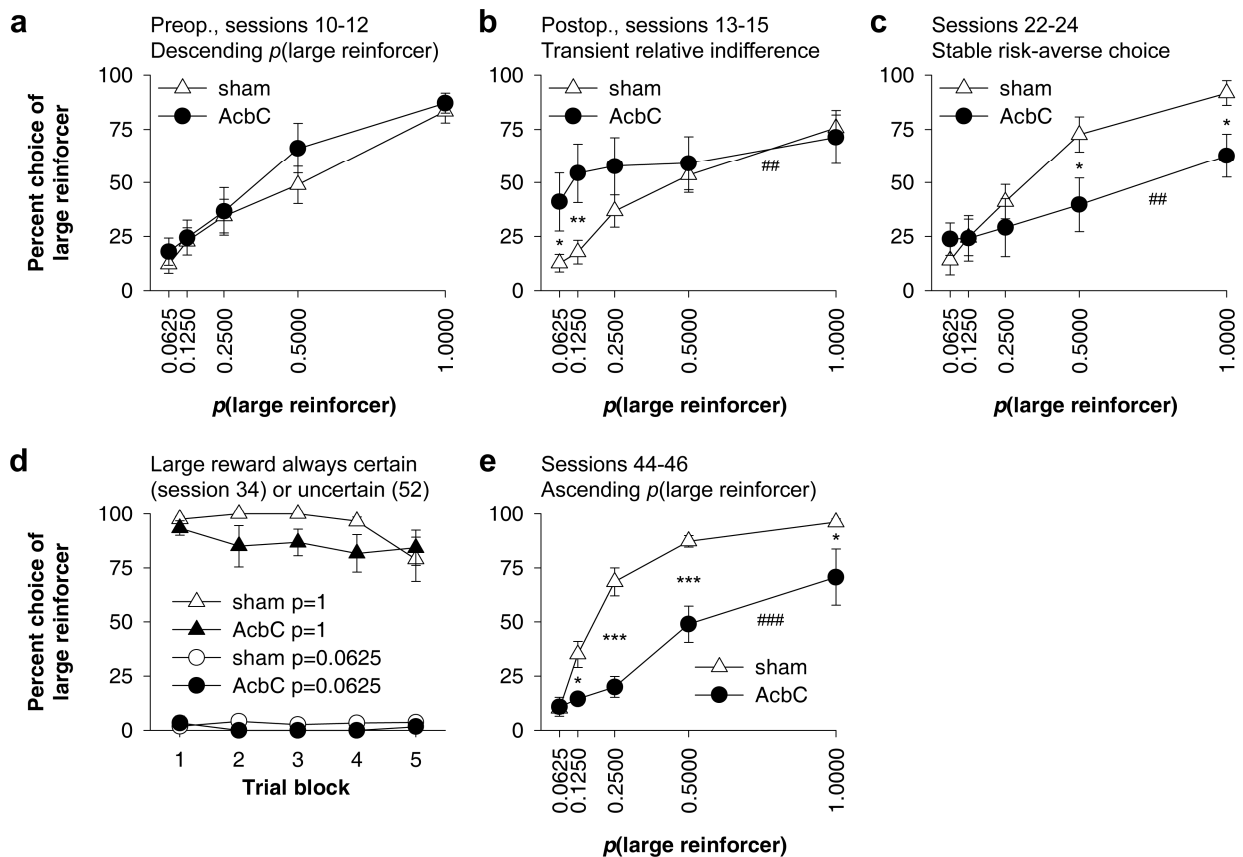 a
Preop., sessions 10-12
Descending p(large reinforcer)
Percent choice of
large reinforcer
100
75
50
25
0
sham
AcbC
0.0625
0.1250
0.2500
0.5000
1.0000
p(large reinforcer)
b
Postop., sessions 13-15
Transient relative indifference
100
75
50
25
0
sham
AcbC
*
**
##
0.0625
0.1250
0.2500
0.5000
1.0000
p(large reinforcer)
c
Sessions 22-24
Stable risk-averse choice
100
75
50
25
0
sham
AcbC
*
*
##
0.0625
0.1250
0.2500
0.5000
1.0000
p(large reinforcer)
d
Large reward always certain
(session 34) or uncertain (52)
Percent choice of
large reinforcer
100
75
50
25
0
sham p=1
AcbC p=1
sham p=0.0625
AcbC p=0.0625
1 2 3 4 5
Trial block
e
Sessions 44-46
Ascending p(large reinforcer)
100
75
50
25
0
*
***
***
*
###
sham
AcbC
0.0625
0.1250
0.2500
0.5000
1.0000
p(large reinforcer)